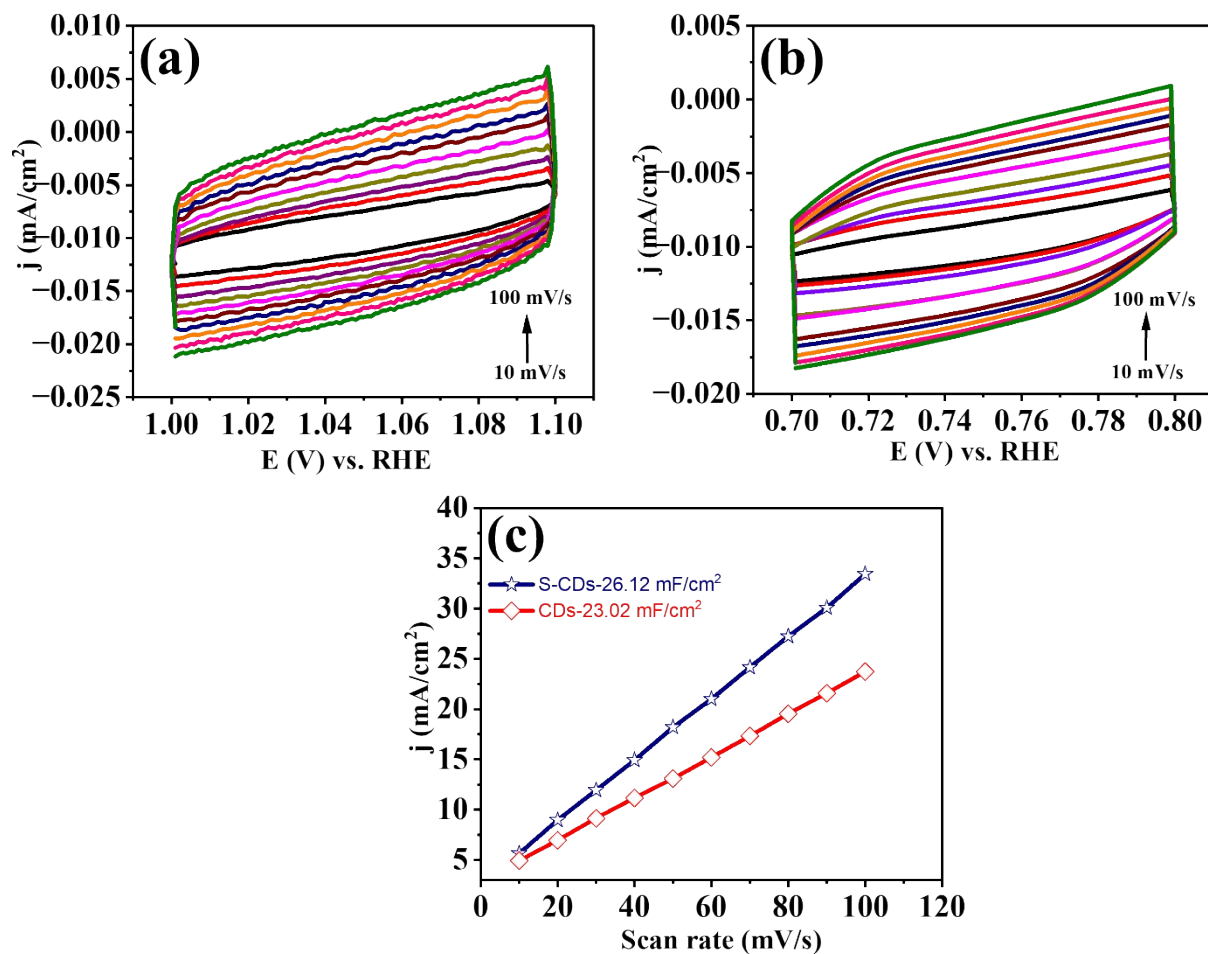 (a)
0.010
0.005
0.000
−0.005
−0.010
−0.015
−0.020
−0.025
j (mA/cm²)
100 mV/s
10 mV/s
1.00 1.02 1.04 1.06 1.08 1.10
E (V) vs. RHE
(b)
0.005
0.000
−0.005
−0.010
−0.015
−0.020
j (mA/cm²)
100 mV/s
10 mV/s
0.70 0.72 0.74 0.76 0.78 0.80
E (V) vs. RHE
(c)
40
35
30
25
20
15
10
5
j (mA/cm²)
S-CDs-26.12 mF/cm²
CDs-23.02 mF/cm²
0 20 40 60 80 100 120
Scan rate (mV/s)